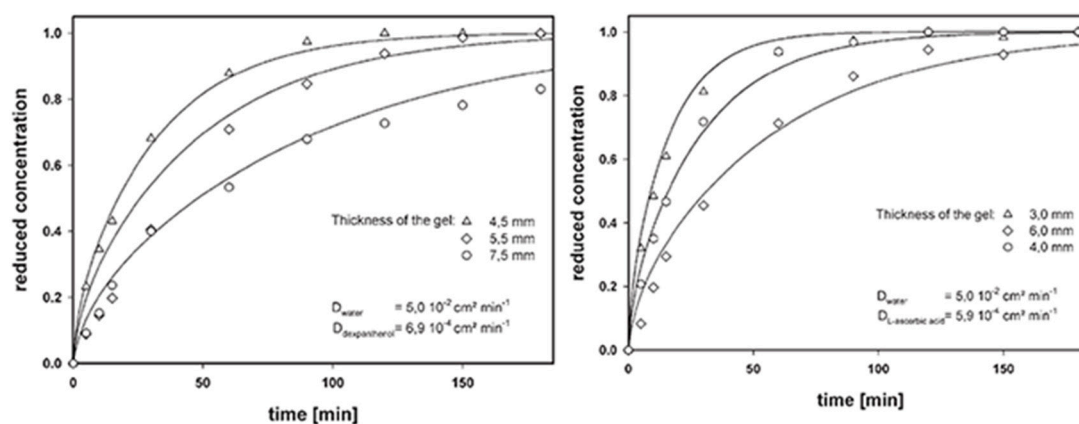 reduced concentration
1.0
0.8
0.6
0.4
0.2
0.0
Thickness of the gel: △ 4,5 mm
◇ 5,5 mm
○ 7,5 mm
D_water = 5,0 10⁻² cm² min⁻¹
D_dexpanthenol = 6,9 10⁻⁴ cm² min⁻¹
0 50 100 150
time [min]
reduced concentration
1.0
0.8
0.6
0.4
0.2
0.0
Thickness of the gel: △ 3,0 mm
◇ 6,0 mm
○ 4,0 mm
D_water = 5,0 10⁻² cm² min⁻¹
D_L-ascorbic acid = 5,9 10⁻⁴ cm² min⁻¹
0 50 100 150
time [min]